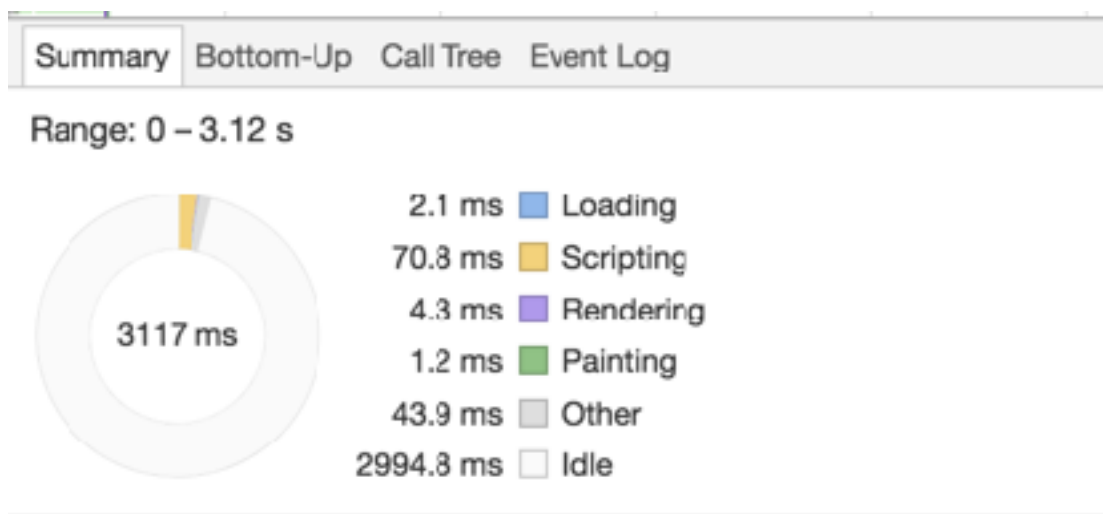 Summary Bottom-Up Call Tree Event Log
Range: 0 – 3.12 s
2.1 ms Loading
70.8 ms Scripting
4.3 ms Rendering
3117 ms
1.2 ms Painting
43.9 ms Other
2994.8 ms Idle